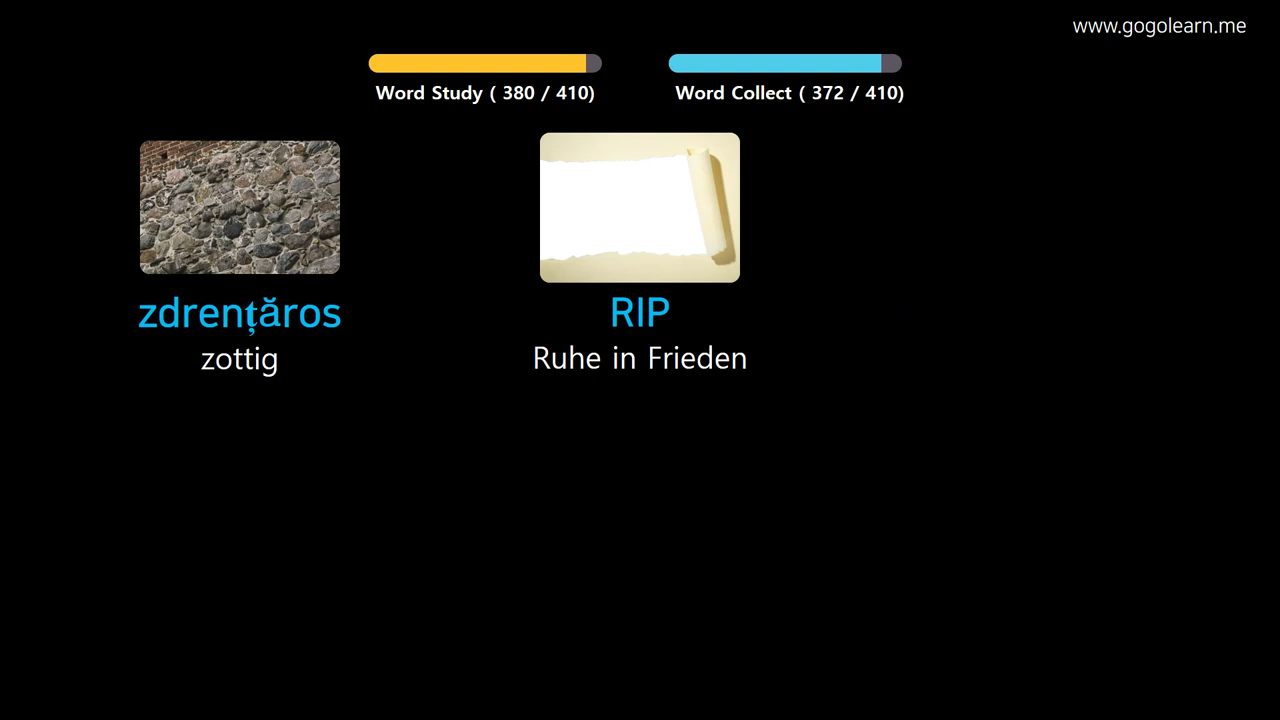 www.gogolearn.me
Word Study ( 380 / 410)
Word Collect ( 372 / 410)
zdrențăros
zottig
RIP
Ruhe in Frieden